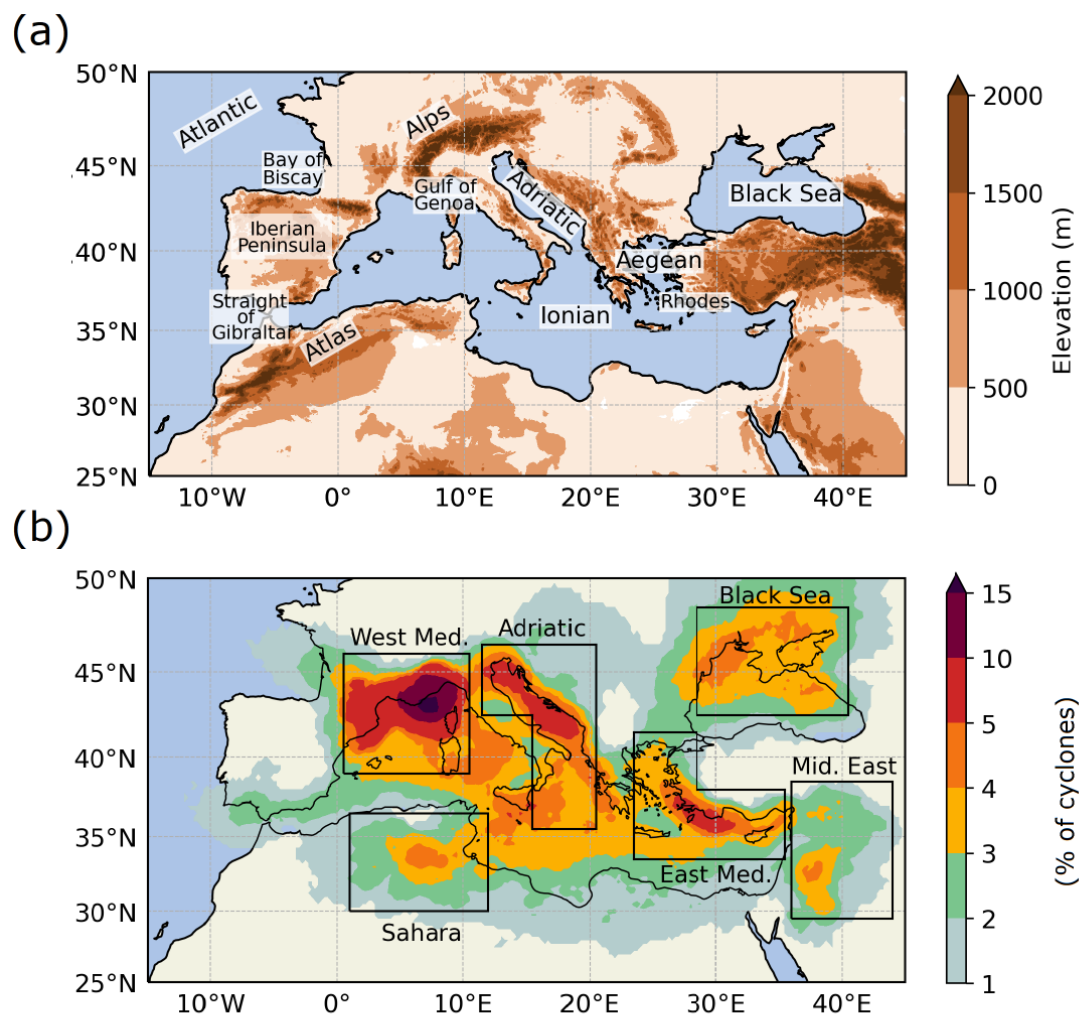 (a)
50°N
45°N
40°N
35°N
30°N
25°N
10°W
0°
10°E
20°E
30°E
40°E
Atlantic
Alps
Bay of
Biscay
Gulf of
Genoa
Adriatic
Black Sea
Iberian
Peninsula
Aegean
Straight
of
Gibraltar
Rhodes
Ionian
Atlas
2000
1500
1000
500
0
Elevation (m)
(b)
50°N
45°N
40°N
35°N
30°N
25°N
10°W
0°
10°E
20°E
30°E
40°E
Black Sea
West Med.
Adriatic
Mid. East
East Med.
Sahara
15
10
5
4
3
2
1
(% of cyclones)